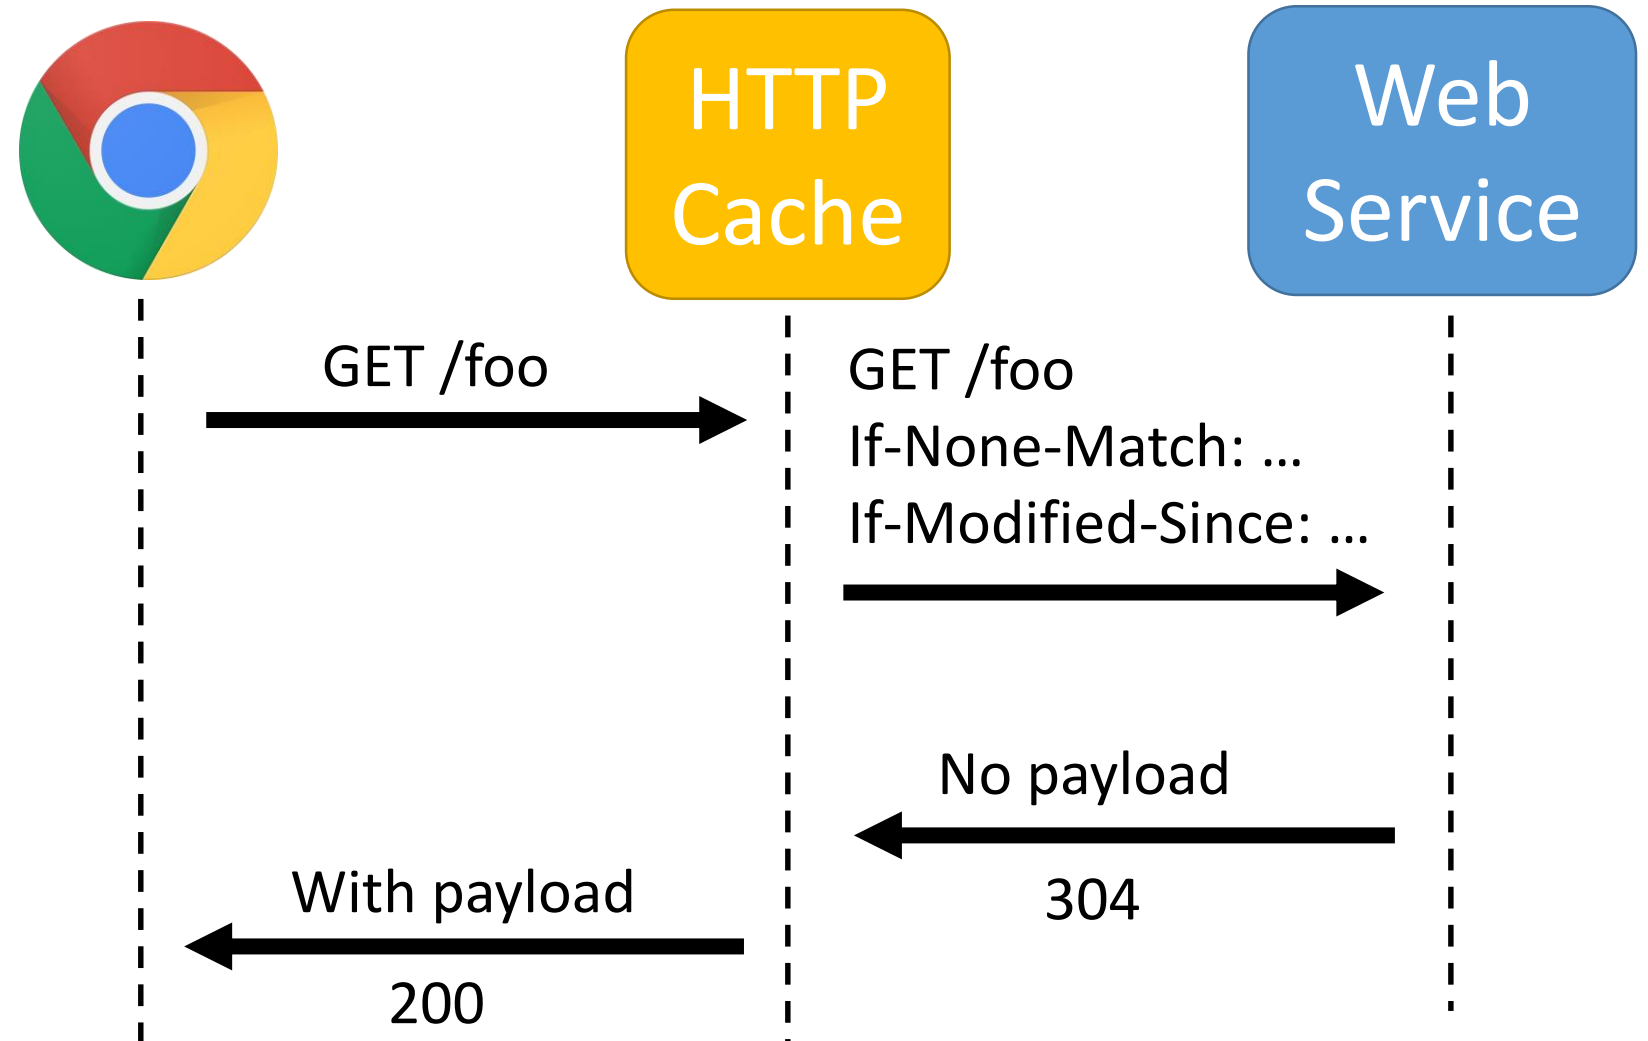 HTTP
Cache
Web
Service
GET /foo
GET /foo
If-None-Match: …
If-Modified-Since: …
No payload
304
With payload
200